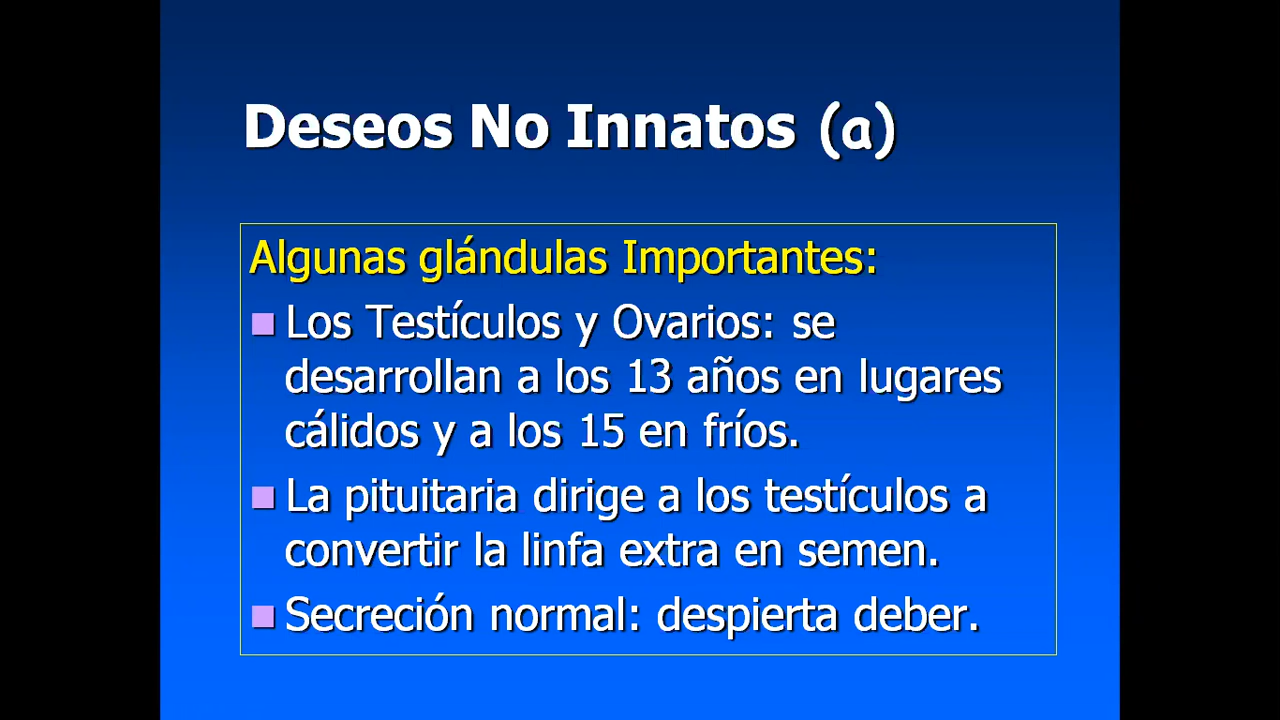 Deseos No Innatos (a)
Algunas glándulas Importantes:
Los Testículos y Ovarios: se
desarrollan a los 13 años en lugares
cálidos y a los 15 en fríos.
La pituitaria dirige a los testículos a
convertir la linfa extra en semen.
Secreción normal: despierta deber.